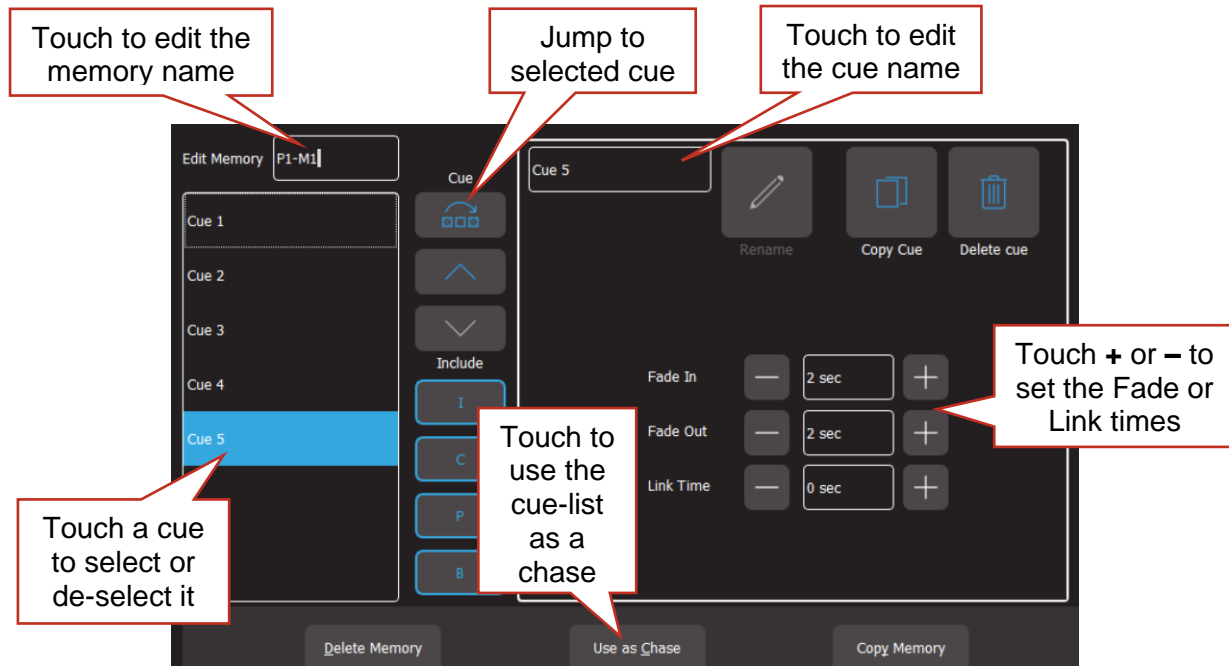 Touch to edit the
memory name
Jump to
selected cue
Touch to edit
the cue name
Edit Memory
P1-M1
Cue
Cue 5
Cue 1
Cue 2
Cue 3
Cue 4
Cue 5
Rename
Copy Cue
Delete cue
Include
I
C
P
B
Fade In
2 sec
Fade Out
2 sec
Link Time
0 sec
Touch + or – to
set the Fade or
Link times
Touch to
use the
cue-list
as a
chase
Touch a cue
to select or
de-select it
Delete Memory
Use as Chase
Copy Memory